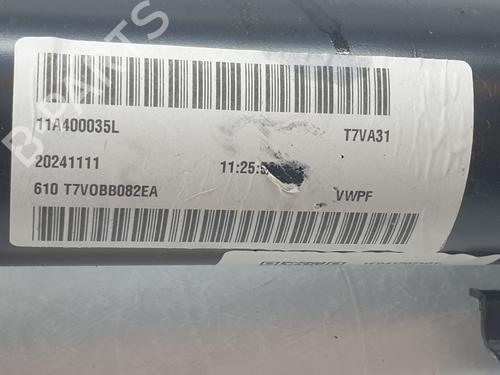 11A400035L T7VA31
20241111 11:25:5
610 T7VOBB082EA VWPF
B-PARTS